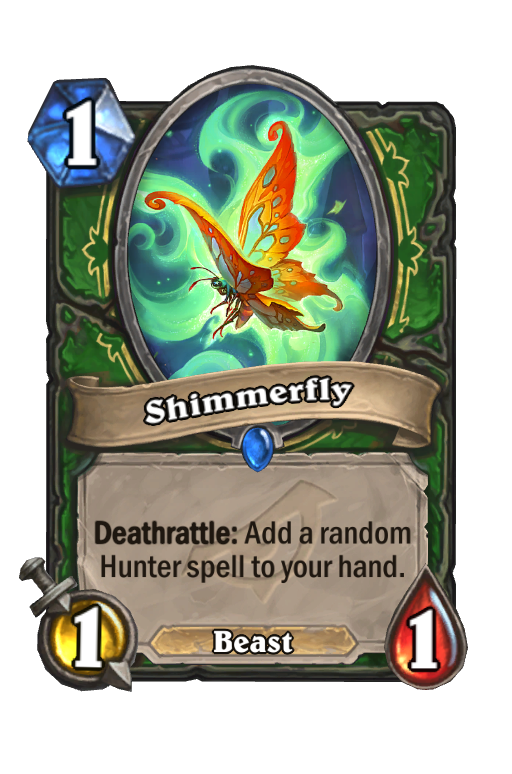 1
Shimmerfly
Deathrattle: Add a random
Hunter spell to your hand.
1
Beast
1